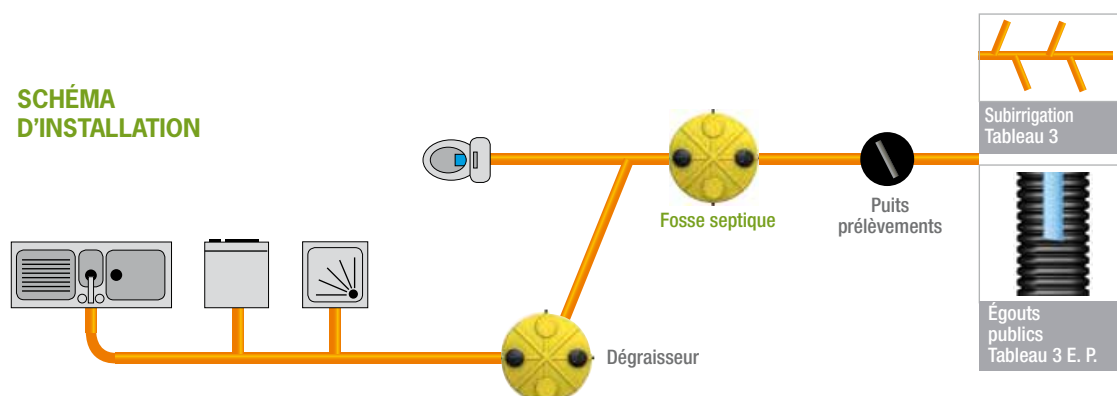 SCHÉMA
D'INSTALLATION
Subirrigation
Tableau 3
Fosse septique
Puits
prélèvements
Égouts
publics
Tableau 3 E. P.
Dégraisseur